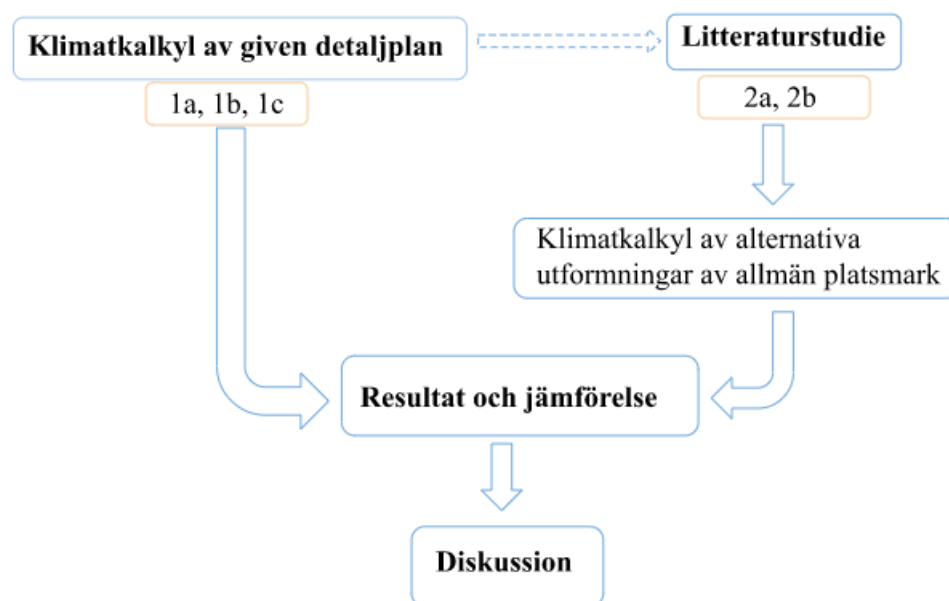 Klimatkalkyl av given detaljplan
Litteraturstudie
1a, 1b, 1c
2a, 2b
Klimatkalkyl av alternativa
utformningar av allmän platsmark
Resultat och jämförelse
Diskussion